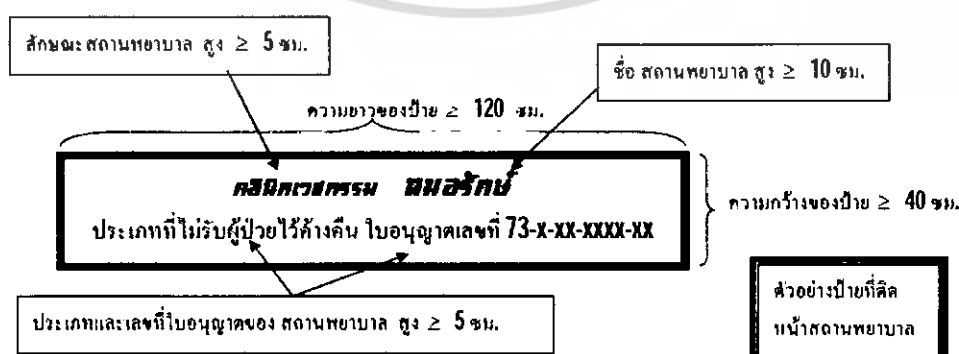 ลักษณะสถานพยาบาล สูง ≥ 5 ซม.
ชื่อ สถานพยาบาล สูง ≥ 10 ซม.
ความยาวของป้าย ≥ 120 ซม.
คลินิกเวชกรรม หมอรักษ์
ประเภทที่ไม่รับผู้ป่วยไว้ค้างคืน ใบอนุญาตเลขที่ 73-X-XX-XXXX-XX
ความกว้างของป้าย ≥ 40 ซม.
ประเภทและเลขที่ใบอนุญาตของ สถานพยาบาล สูง ≥ 5 ซม.
ตัวอย่างป้ายที่ติด
หน้าสถานพยาบาล